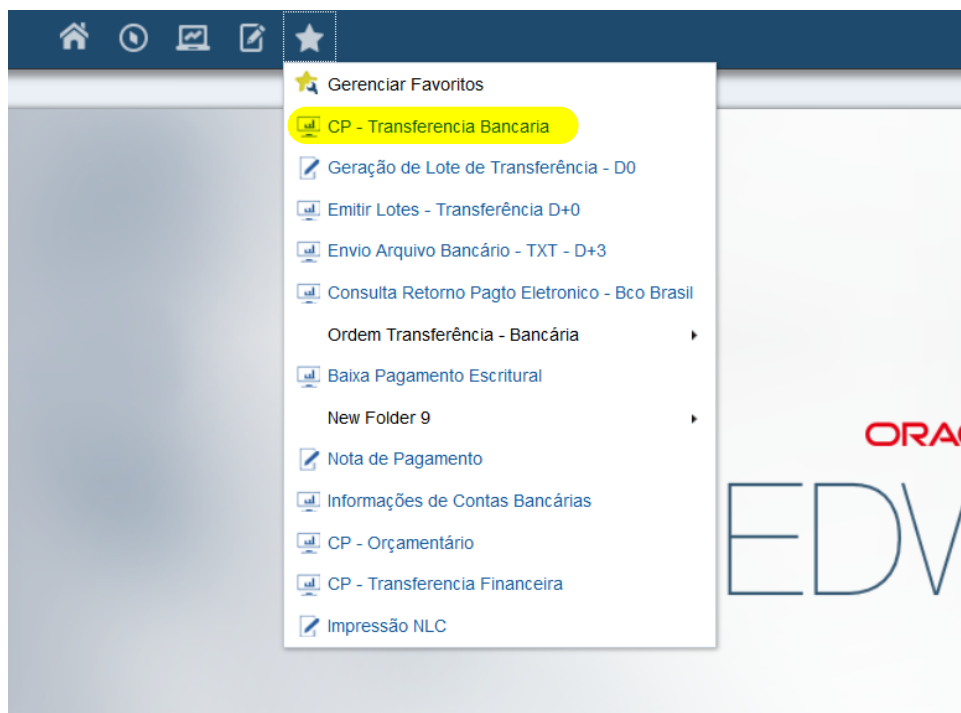 Gerenciar Favoritos
CP - Transferencia Bancaria
Geração de Lote de Transferência - D0
Emitir Lotes - Transferência D+0
Envio Arquivo Bancário - TXT - D+3
Consulta Retorno Pagto Eletronico - Bco Brasil
Ordem Transferência - Bancária
Baixa Pagamento Escritural
New Folder 9
Nota de Pagamento
Informações de Contas Bancárias
CP - Orçamentário
CP - Transferencia Financeira
Impressão NLC